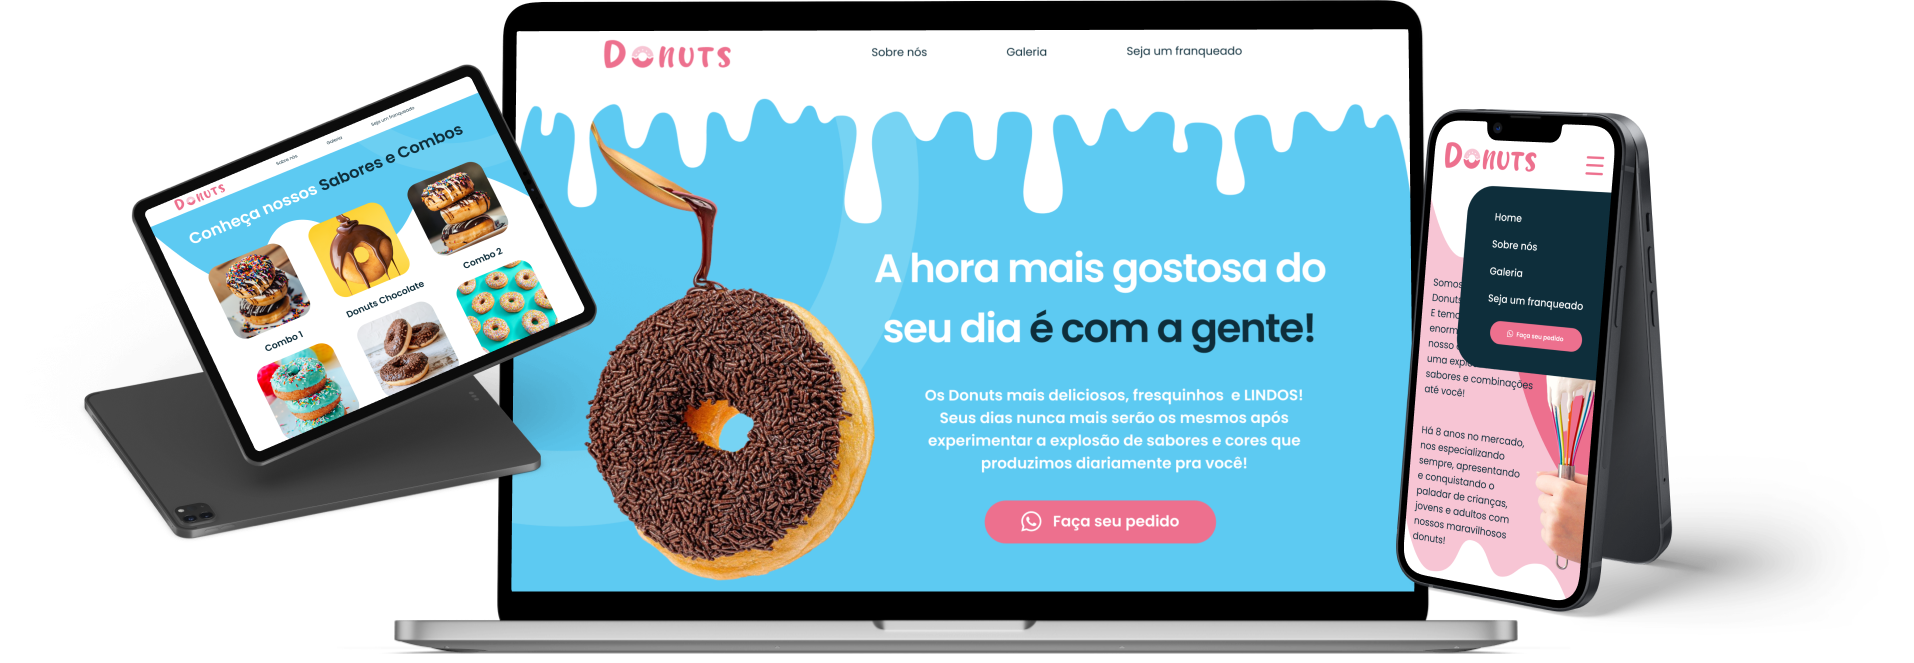 DONUTS
Sobre nós
Galeria
Seja um franqueado
A hora mais gostosa do
seu dia é com a gente!
Os Donuts mais deliciosos, fresquinhos e LINDOS!
Seus dias nunca mais serão os mesmos após
experimentar a explosão de sabores e cores que
produzimos diariamente pra você!
Faça seu pedido
DONUTS
Sobre nós
Galeria
Seja um franqueado
Conheça nossos Sabores e Combos
Combo 1
Donuts Chocolate
Combo 2
DONUTS
Home
Sobre nós
Galeria
Seja um franqueado
Faça seu pedido
Somos
Donuts
E temo
enorm
nosso
uma expl
sabores e combinações
até você!
Há 8 anos no mercado,
nos especializando
sempre, apresentando
e conquistando o
paladar de crianças,
jovens e adultos com
nossos maravilhosos
donuts!